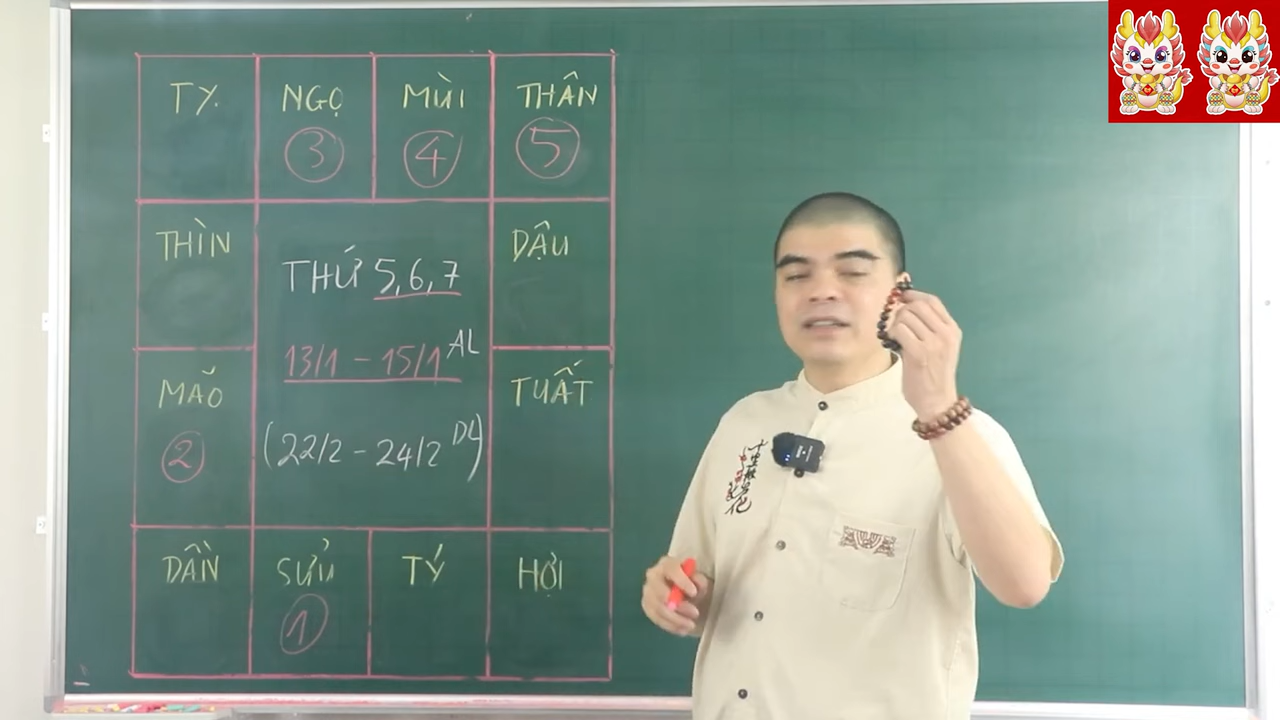 TỴ
NGỌ
③
MÙI
④
THÂN
⑤
THÌN
DẬU
THỨ 5,6,7
13/1 – 15/1 AL
(22/2 – 24/2 DL)
MÃO
②
TUẤT
DẦN
SỬU
①
TÝ
HỢI